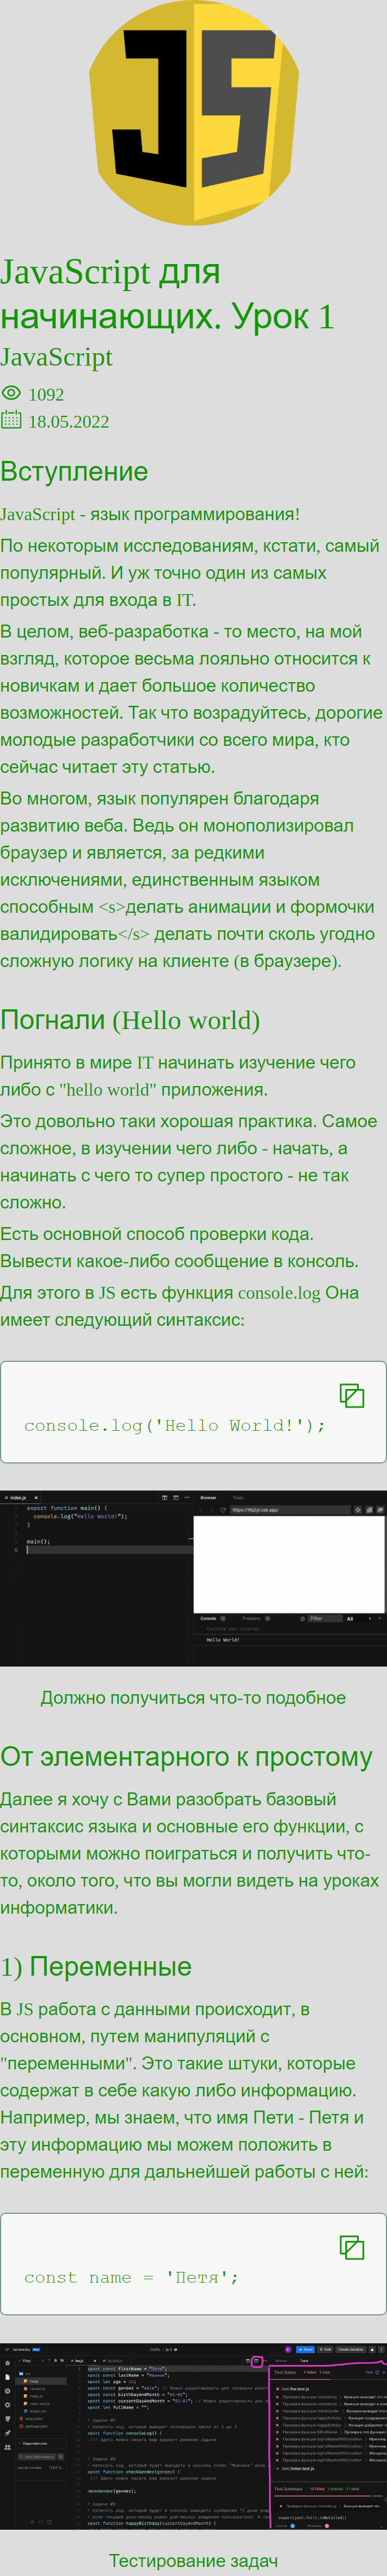 JS
JavaScript для
начинающих. Урок 1
JavaScript
1092
18.05.2022
Вступление
JavaScript - язык программирования!
По некоторым исследованиям, кстати, самый
популярный. И уж точно один из самых
простых для входа в IT.
В целом, веб-разработка - то место, на мой
взгляд, которое весьма лояльно относится к
новичкам и дает большое количество
возможностей. Так что возрадуйтесь, дорогие
молодые разработчики со всего мира, кто
сейчас читает эту статью.
Во многом, язык популярен благодаря
развитию веба. Ведь он монополизировал
браузер и является, за редкими
исключениями, единственным языком
способным <s>делать анимации и формочки
валидировать</s> делать почти сколь угодно
сложную логику на клиенте (в браузере).
Погнали (Hello world)
Принято в мире IT начинать изучение чего
либо с "hello world" приложения.
Это довольно таки хорошая практика. Самое
сложное, в изучении чего либо - начать, а
начинать с чего то супер простого - не так
сложно.
Есть основной способ проверки кода.
Вывести какое-либо сообщение в консоль.
Для этого в JS есть функция console.log Она
имеет следующий синтаксис:
console.log('Hello World!');
index.js
Browser Tests
export function main() {
console.log("Hello World!");
}
main();
Console Problems Filter All
Console was cleared
Hello World!
Должно получиться что-то подобное
От элементарного к простому
Далее я хочу с Вами разобрать базовый
синтаксис языка и основные его функции, с
которыми можно поиграться и получить что-
то, около того, что вы могли видеть на уроках
информатики.
1) Переменные
В JS работа с данными происходит, в
основном, путем манипуляций с
"переменными". Это такие штуки, которые
содержат в себе какую либо информацию.
Например, мы знаем, что имя Пети - Петя и
эту информацию мы можем положить в
переменную для дальнейшей работы с ней:
const name = 'Петя';
Тестирование задач